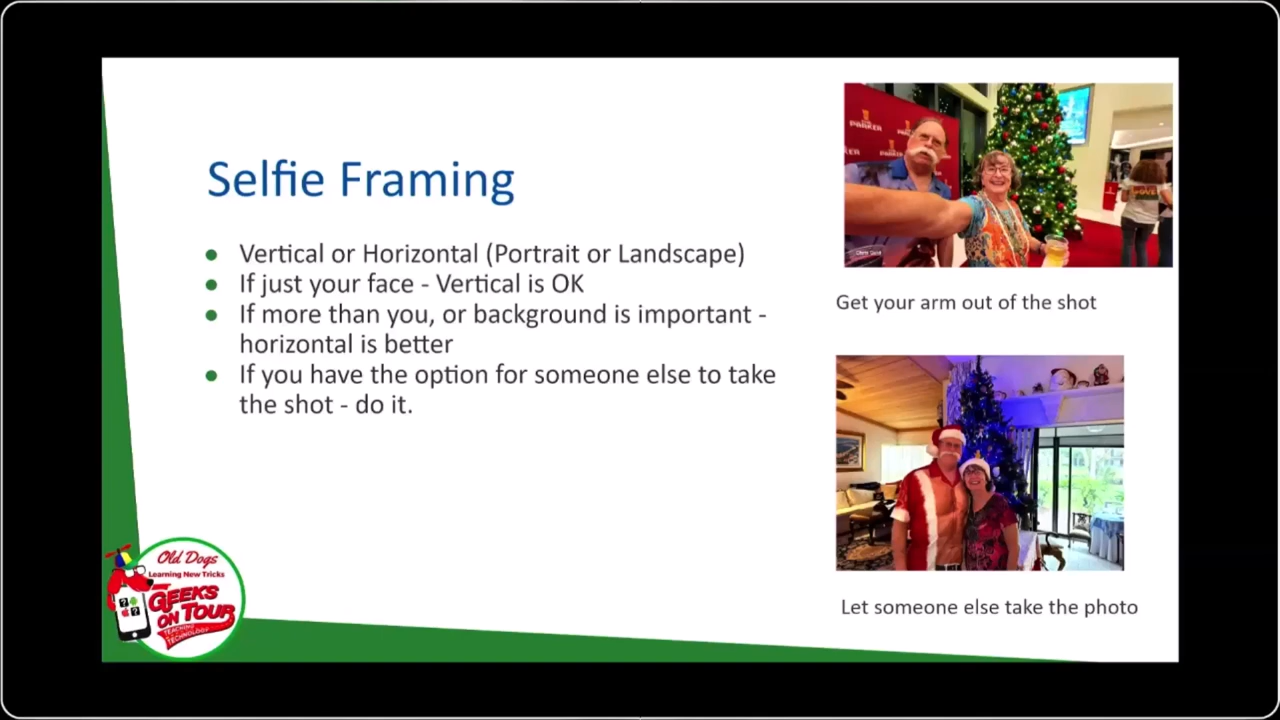 Selfie Framing
● Vertical or Horizontal (Portrait or Landscape)
● If just your face - Vertical is OK
● If more than you, or background is important -
horizontal is better
● If you have the option for someone else to take
the shot - do it.
PARKER
Get your arm out of the shot
Let someone else take the photo
Old Dogs
Learning New Tricks
GEEKS
ON TOUR
TEACHING
TECHNOLOGY